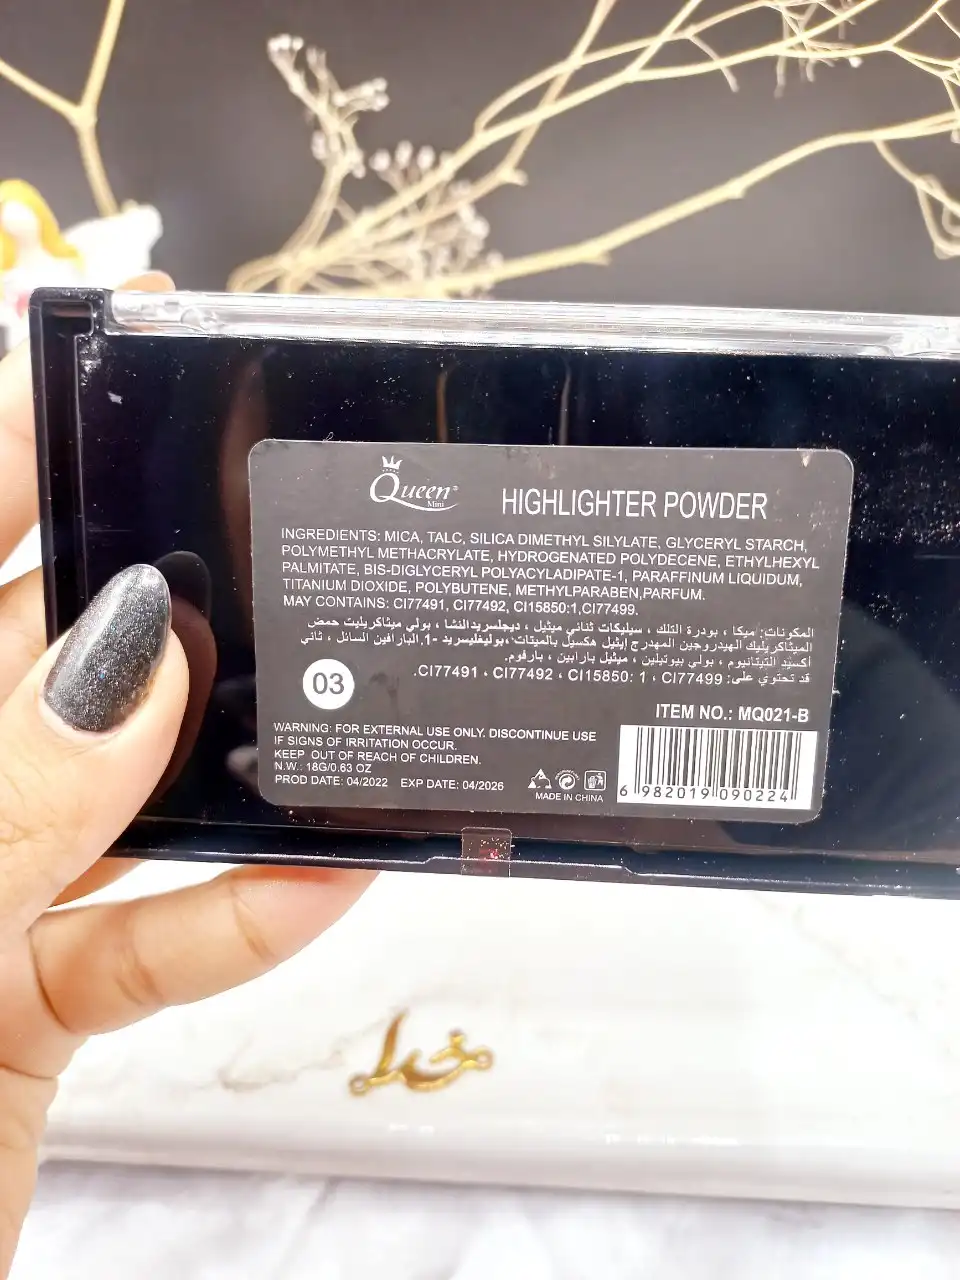 Queen
Mini
HIGHLIGHTER POWDER
INGREDIENTS: MICA, TALC, SILICA DIMETHYL SILYLATE, GLYCERYL STARCH,
POLYMETHYL METHACRYLATE, HYDROGENATED POLYDECENE, ETHYLHEXYL
PALMITATE, BIS-DIGLYCERYL POLYACYLADIPATE-1, PARAFFINUM LIQUIDUM,
TITANIUM DIOXIDE, POLYBUTENE, METHYLPARABEN,PARFUM.
MAY CONTAINS: CI77491, CI77492, CI15850:1,CI77499.
المكونات: ميكا ، بودرة التلك ، سيليكات ثنائي ميثيل ، ديجلسريدالنشا ، بولي ميثاكريليت حمض
الميثاكريليك الهيدروجين المهدرج إيثيل هكسيل بالميتات ،بوليغليسريد -1,البارافين السائل ، ثاني
أكسيد التيتانيوم ، بولي بيوتيلين ، ميثيل بارابين ، بارفوم.
قد تحتوي على: CI77491 ، CI77492 ، CI15850: 1 ، CI77499.
03
ITEM NO.: MQ021-B
WARNING: FOR EXTERNAL USE ONLY. DISCONTINUE USE
IF SIGNS OF IRRITATION OCCUR.
KEEP OUT OF REACH OF CHILDREN.
N.W.: 18G/0.63 OZ
PROD DATE: 04/2022 EXP DATE: 04/2026
MADE IN CHINA
6 982019 090224